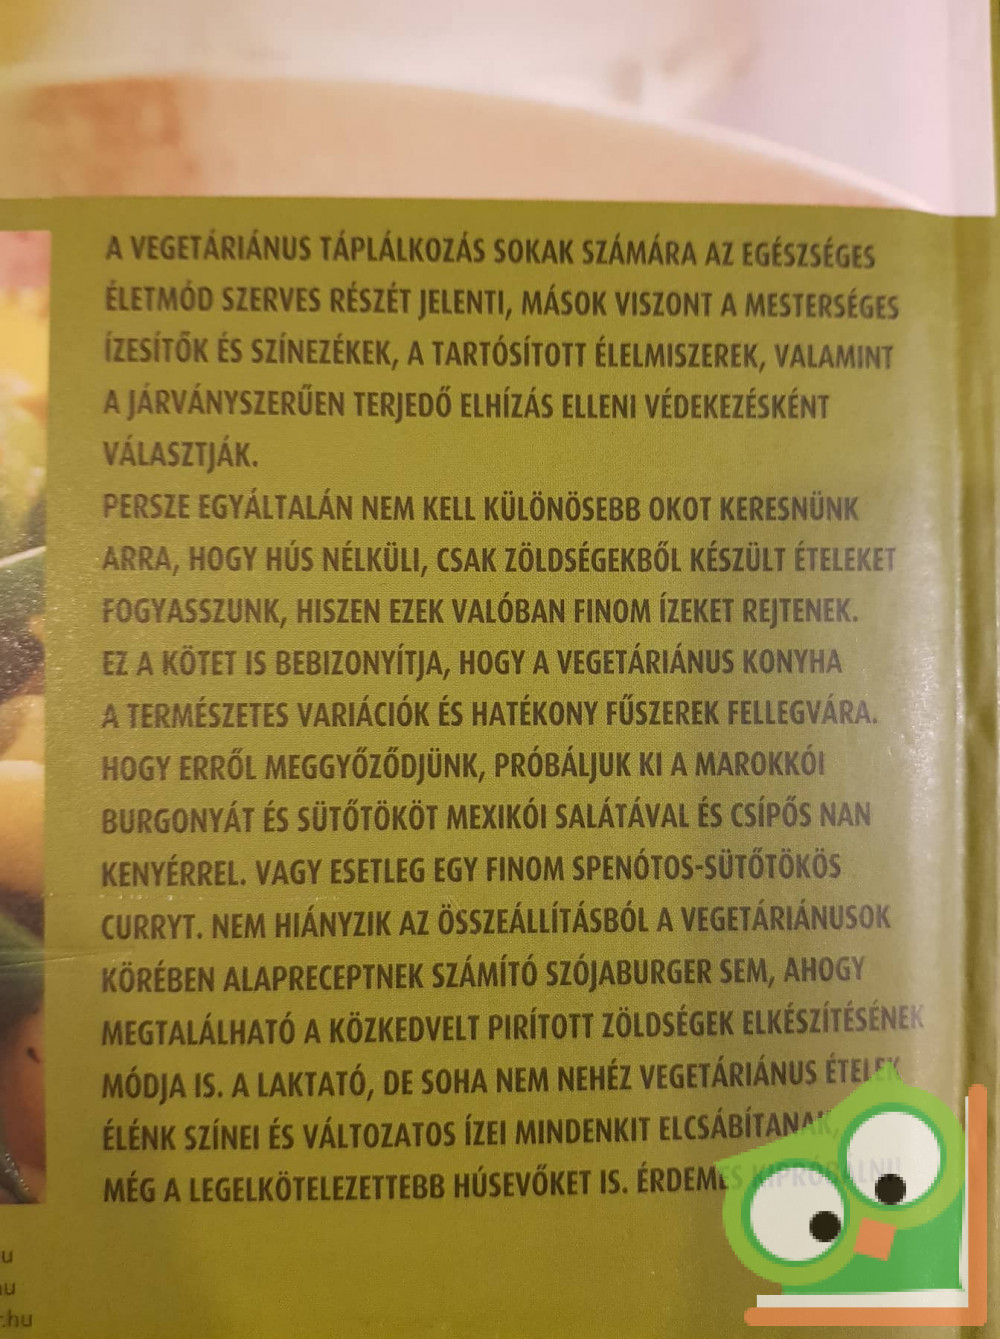 A VEGETÁRIÁNUS TÁPLÁLKOZÁS SOKAK SZÁMÁRA AZ EGÉSZSÉGES
ÉLETMÓD SZERVES RÉSZÉT JELENTI, MÁSOK VISZONT A MESTERSÉGES
ÍZESÍTŐK ÉS SZÍNEZÉKEK, A TARTÓSÍTOTT ÉLELMISZEREK, VALAMINT
A JÁRVÁNYSZERŰEN TERJEDŐ ELHÍZÁS ELLENI VÉDEKEZÉSKÉNT
VÁLASZTJÁK.
PERSZE EGYÁLTALÁN NEM KELL KÜLÖNÖSEBB OKOT KERESNÜNK
ARRA, HOGY HÚS NÉLKÜLI, CSAK ZÖLDSÉGEKBŐL KÉSZÜLT ÉTELEKET
FOGYASSZUNK, HISZEN EZEK VALÓBAN FINOM ÍZEKET REJTENEK.
EZ A KÖTET IS BEBIZONYÍTJA, HOGY A VEGETÁRIÁNUS KONYHA
A TERMÉSZETES VARIÁCIÓK ÉS HATÉKONY FŰSZEREK FELLEGVÁRA.
HOGY ERRŐL MEGGYŐZŐDJÜNK, PRÓBÁLJUK KI A MAROKKÓI
BURGONYÁT ÉS SÜTŐTÖKÖT MEXIKÓI SALÁTÁVAL ÉS CSÍPŐS NAN
KENYÉRREL. VAGY ESETLEG EGY FINOM SPENÓTOS-SÜTŐTÖKÖS
CURRYT. NEM HIÁNYZIK AZ ÖSSZEÁLLÍTÁSBÓL A VEGETÁRIÁNUSOK
KÖRÉBEN ALAPRECEPTNEK SZÁMÍTÓ SZÓJABURGER SEM, AHOGY
MEGTALÁLHATÓ A KÖZKEDVELT PIRÍTOTT ZÖLDSÉGEK ELKÉSZÍTÉSÉNEK
MÓDJA IS. A LAKTATÓ, DE SOHA NEM NEHÉZ VEGETÁRIÁNUS ÉTELEK
ÉLÉNK SZÍNEI ÉS VÁLTOZATOS ÍZEI MINDENKIT ELCSÁBÍTANAK,
MÉG A LEGELKÖTELEZETTEBB HÚSEVŐKET IS. ÉRDEMES KIPRÓBÁLNI!